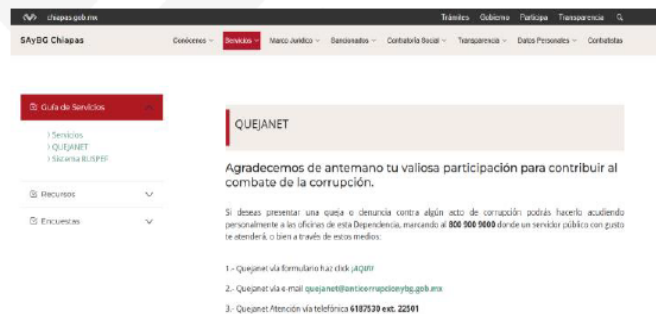 chiapas.gob.mx Trámites Gobierno Participa Transparencia
SAyBG Chiapas Conócenos Servicios Marco Jurídico Sancionados Contraloría Social Transparencia Datos Personales Contratistas
Guía de Servicios
Servicios
QUEJANET
Sistema
Recursos
Encuestas
QUEJANET
Agradecemos de antemano tu valiosa participación para contribuir al
combate de la corrupción.
Si deseas presentar una queja o denuncia contra algún acto de corrupción podrás hacerlo acudiendo
personalmente a las oficinas de esta Dependencia, marcando al 800 900 9000 donde un servidor público con gusto
te atenderá, o bien a través de estos medios:
1.- Quejanet vía formulario haz click ¡AQUÍ!
2.- Quejanet vía e-mail quejanet@anticorrupcionybg.gob.mx
3.- Quejanet Atención vía telefónica 6187530 ext. 22501